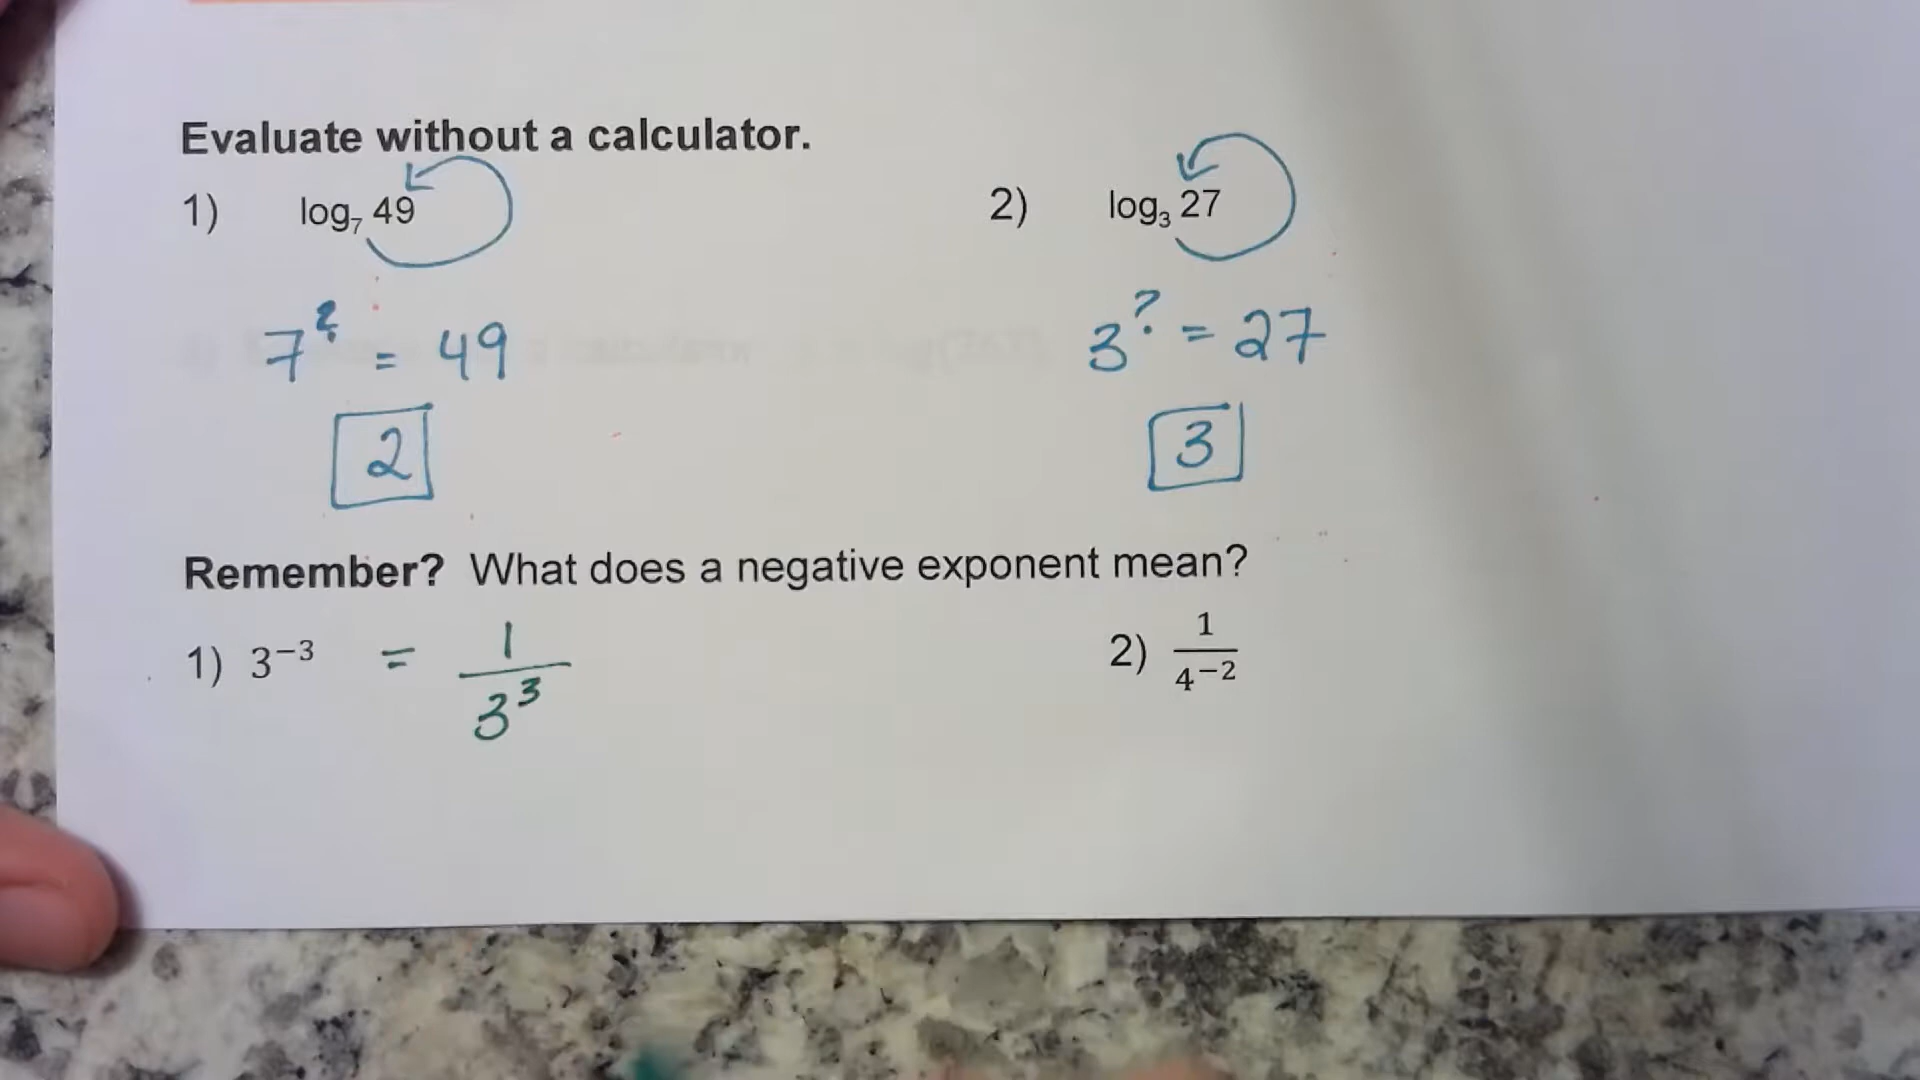 Evaluate without a calculator.
1) log₇ 49
2) log₃ 27
7^? = 49
3^? = 27
2
3
Remember? What does a negative exponent mean?
1) 3⁻³ = 1/3³
2) 1/4⁻²